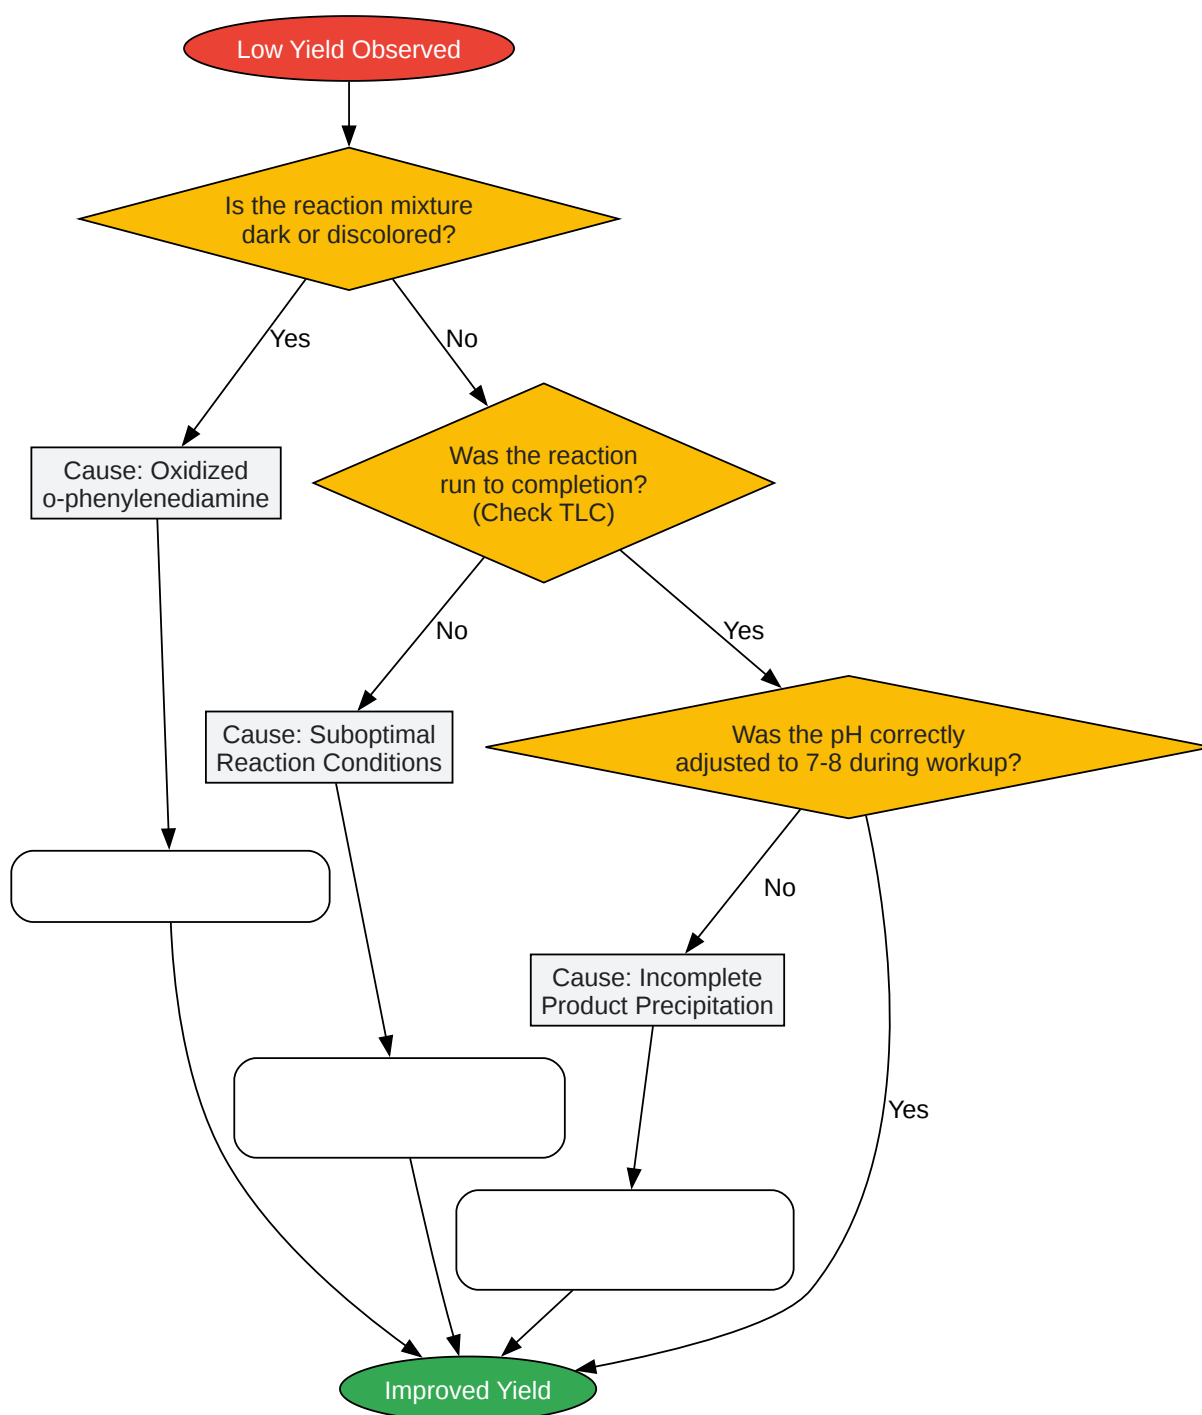 Low Yield Observed
Is the reaction mixture
dark or discolored?
Yes
No
Cause: Oxidized
o-phenylenediamine
Was the reaction
run to completion?
(Check TLC)
No
Yes
Cause: Suboptimal
Reaction Conditions
Was the pH correctly
adjusted to 7-8 during workup?
No
Cause: Incomplete
Product Precipitation
Yes
Improved Yield